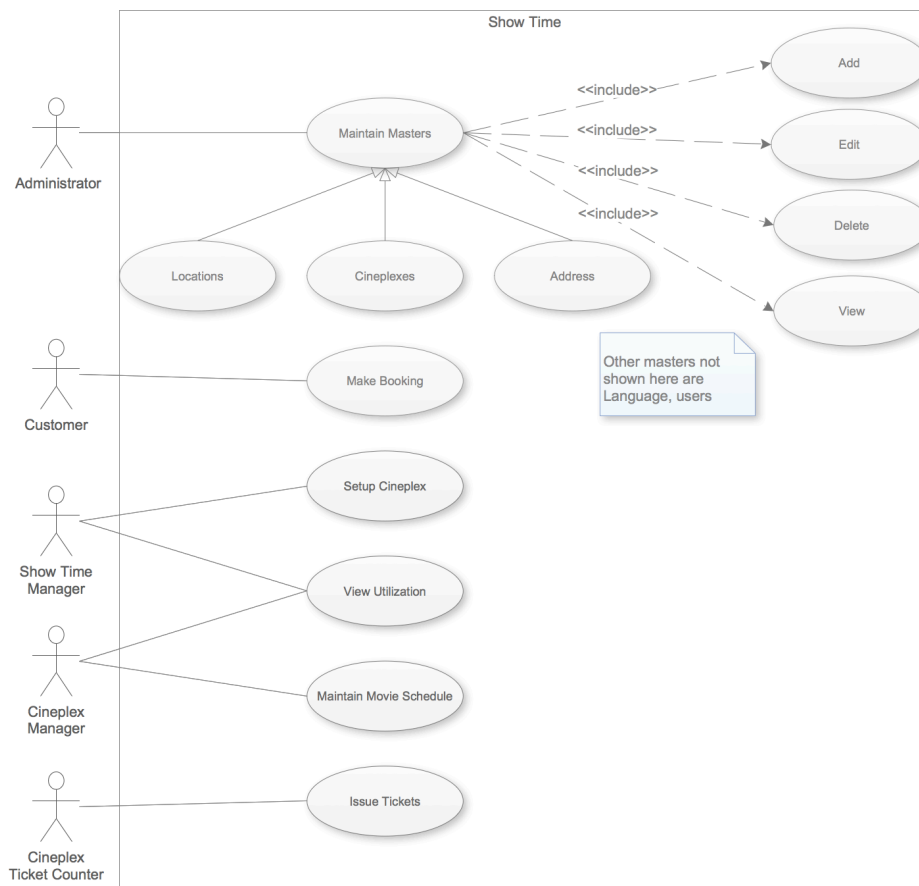 Show Time
Add
<<include>>
Maintain Masters
<<include>>
Edit
Administrator
<<include>>
<<include>>
Delete
Locations
Cineplexes
Address
View
Other masters not
shown here are
Language, users
Make Booking
Customer
Setup Cineplex
Show Time
Manager
View Utilization
Cineplex
Manager
Maintain Movie Schedule
Issue Tickets
Cineplex
Ticket Counter